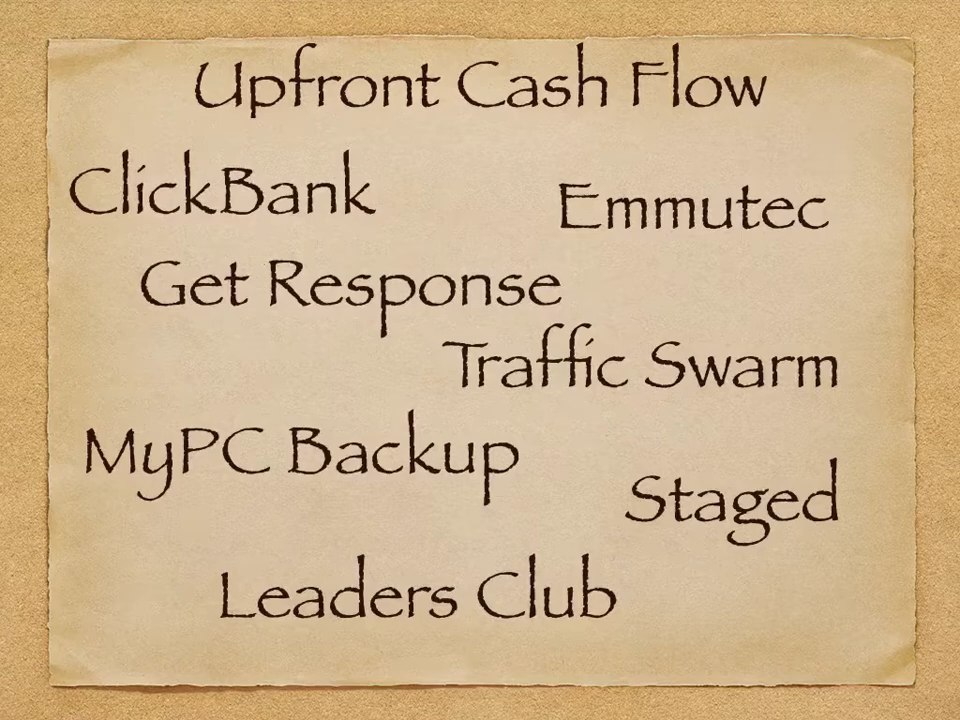 Upfront Cash Flow
ClickBank
Emmutec
Get Response
Traffic Swarm
MyPC Backup
Staged
Leaders Club